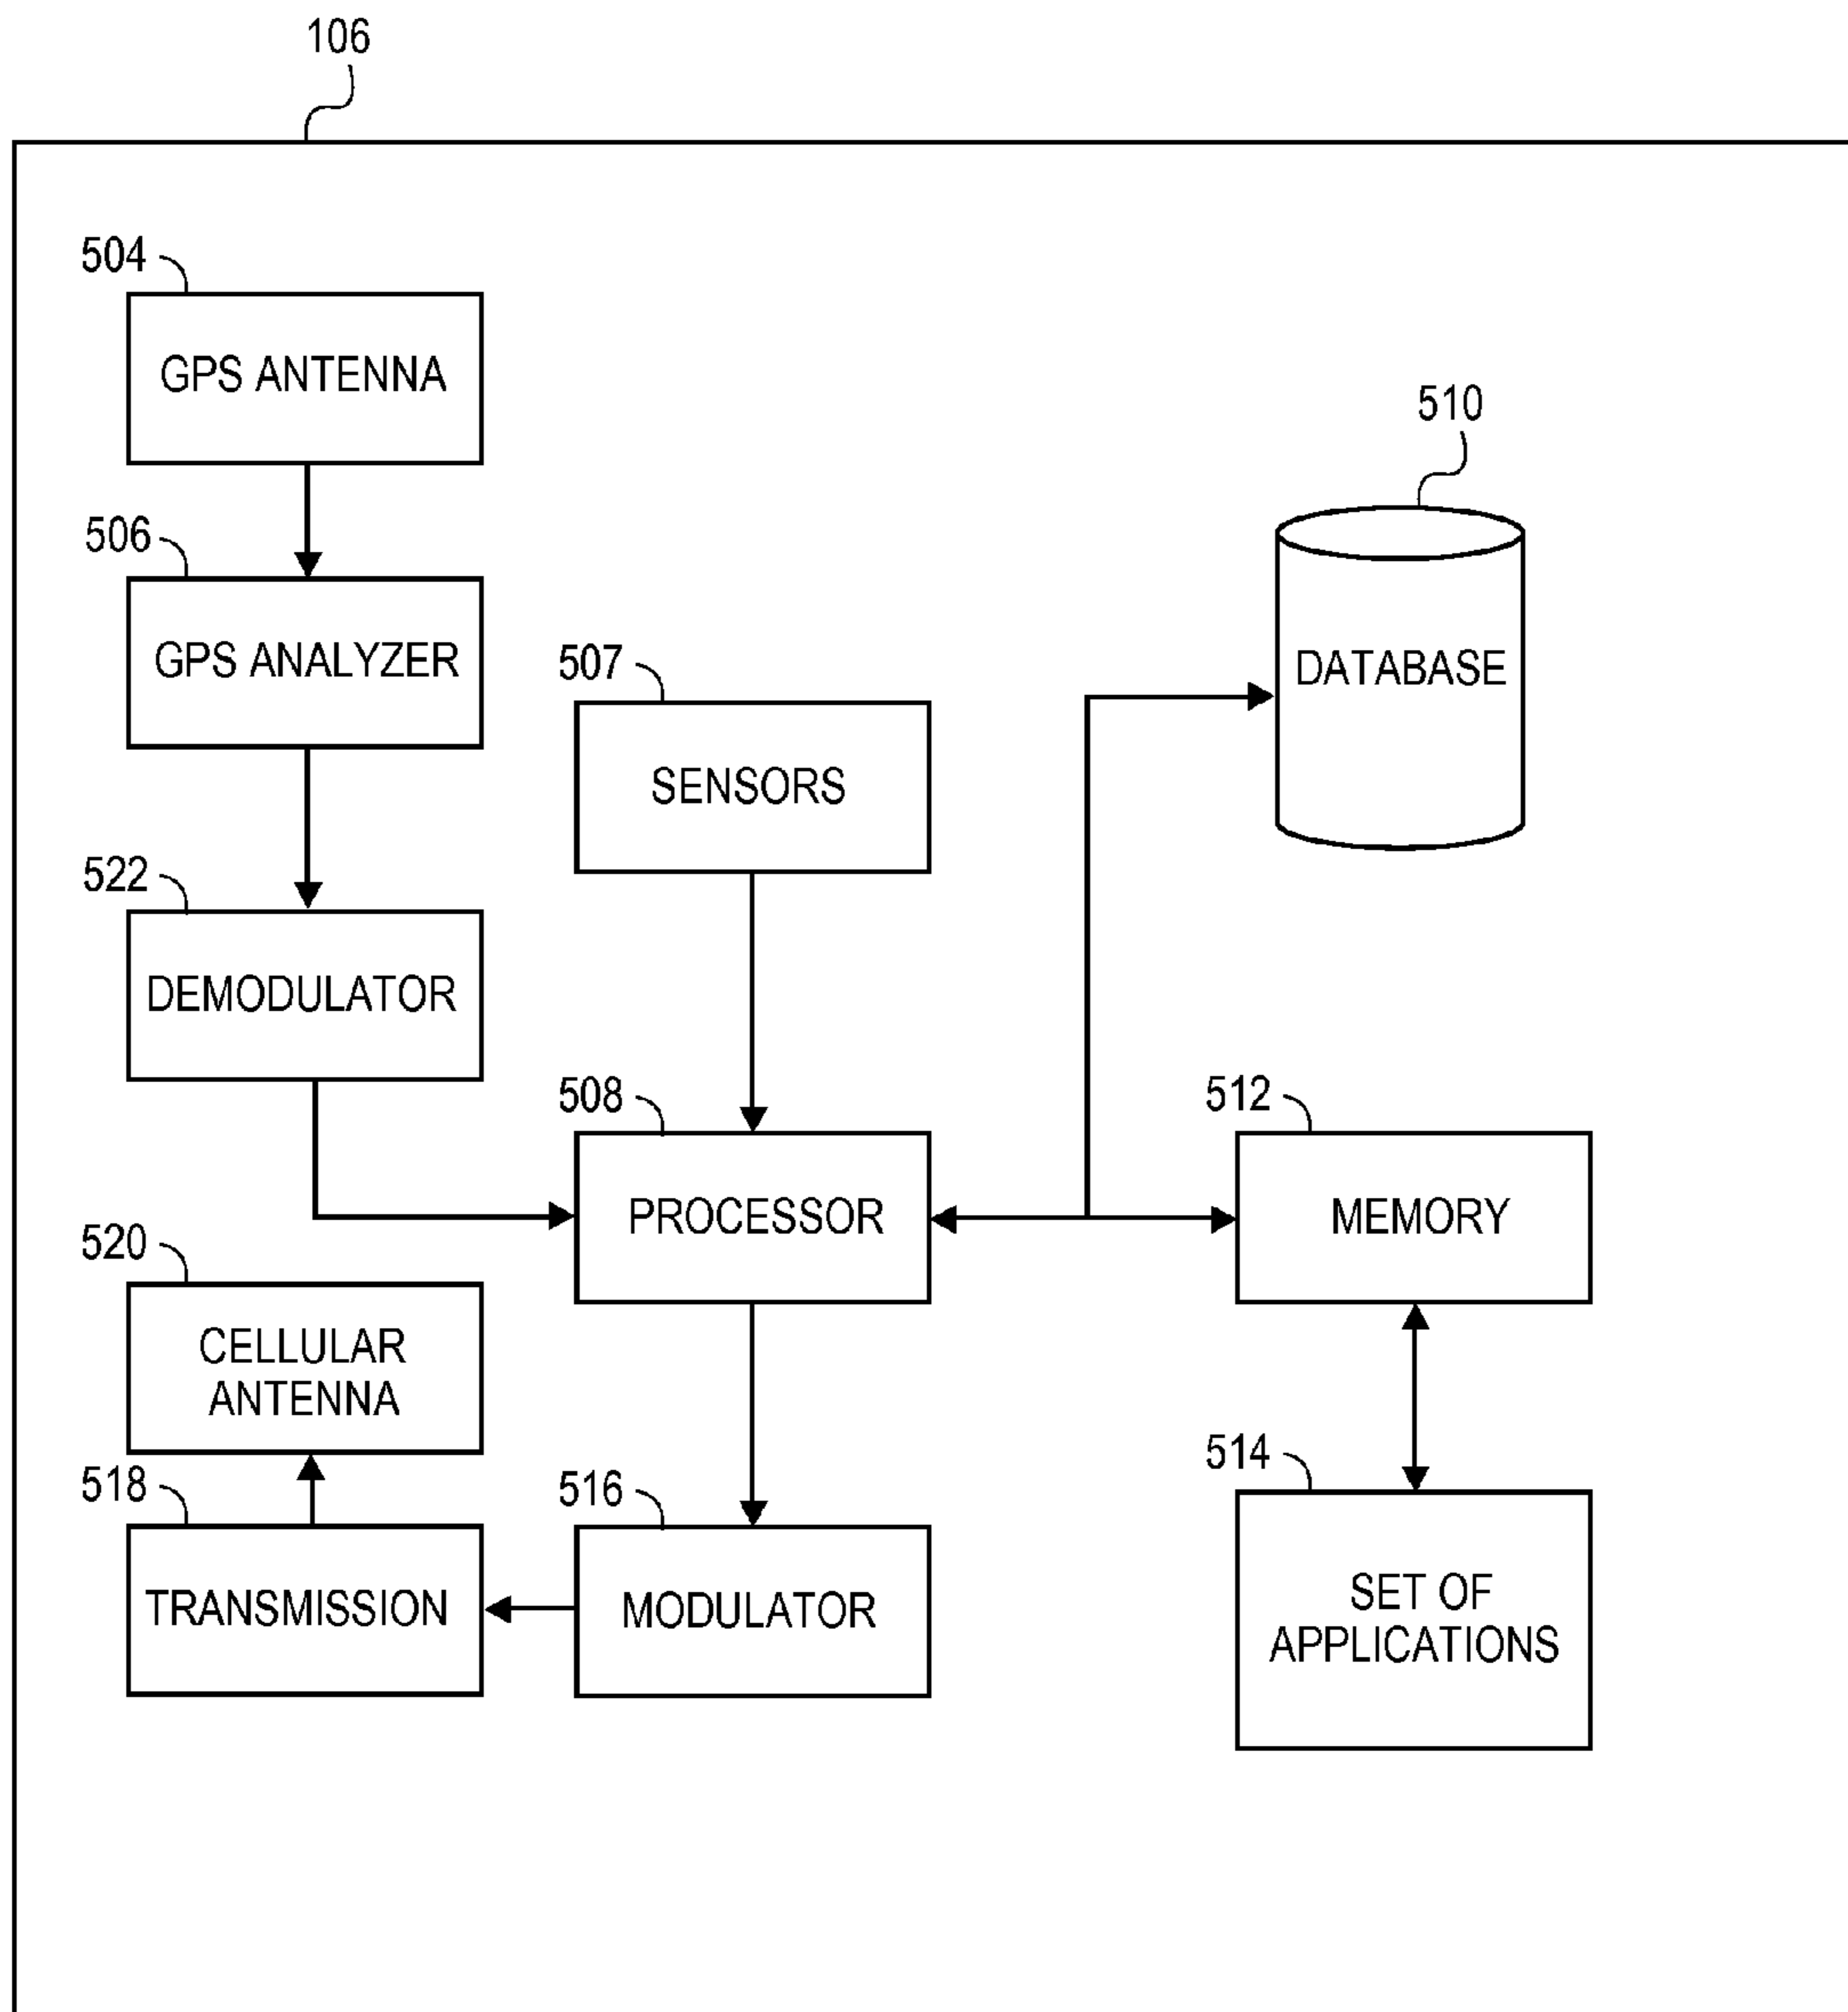 106
504
GPS ANTENNA
506
GPS ANALYZER
507
SENSORS
510
DATABASE
522
DEMODULATOR
508
PROCESSOR
512
MEMORY
520
CELLULAR
ANTENNA
518
TRANSMISSION
516
MODULATOR
514
SET OF
APPLICATIONS